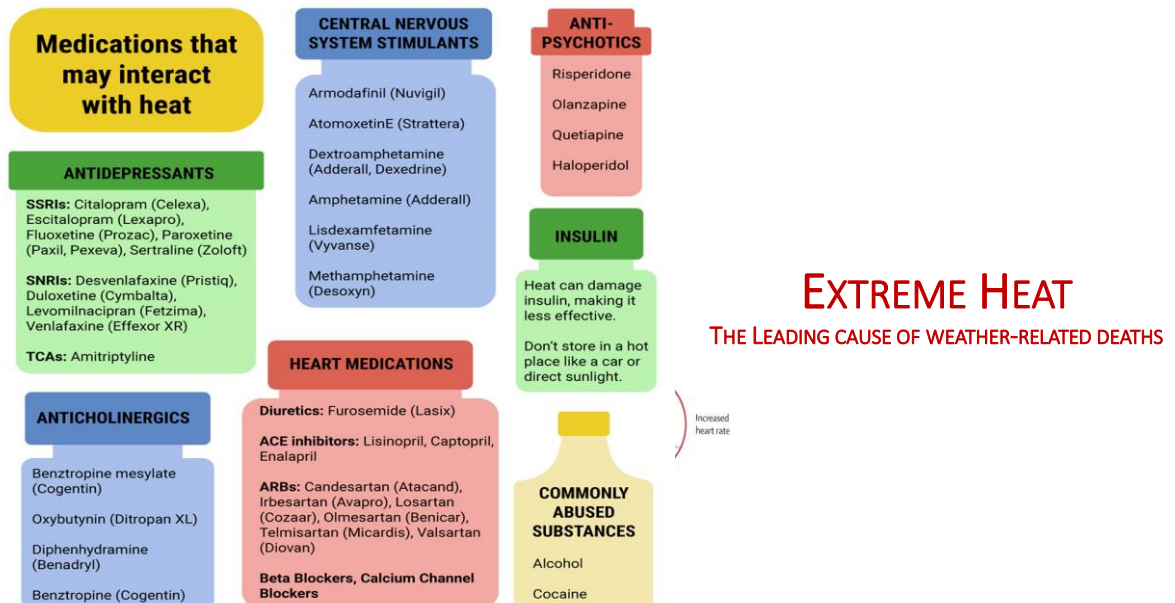 Medications that
may interact
with heat
ANTIDEPRESSANTS
SSRIs: Citalopram (Celexa),
Escitalopram (Lexapro),
Fluoxetine (Prozac), Paroxetine
(Paxil, Pexeva), Sertraline (Zoloft)
SNRIs: Desvenlafaxine (Pristiq),
Duloxetine (Cymbalta),
Levomilnacipran (Fetzima),
Venlafaxine (Effexor XR)
TCAs: Amitriptyline
ANTICHOLINERGICS
Benztropine mesylate
(Cogentin)
Oxybutynin (Ditropan XL)
Diphenhydramine
(Benadryl)
Benztropine (Cogentin)
CENTRAL NERVOUS
SYSTEM STIMULANTS
Armodafinil (Nuvigil)
AtomoxetinE (Strattera)
Dextroamphetamine
(Adderall, Dexedrine)
Amphetamine (Adderall)
Lisdexamfetamine
(Vyvanse)
Methamphetamine
(Desoxyn)
HEART MEDICATIONS
Diuretics: Furosemide (Lasix)
ACE inhibitors: Lisinopril, Captopril,
Enalapril
ARBs: Candesartan (Atacand),
Irbesartan (Avapro), Losartan
(Cozaar), Olmesartan (Benicar),
Telmisartan (Micardis), Valsartan
(Diovan)
Beta Blockers, Calcium Channel
Blockers
ANTI-
PSYCHOTICS
Risperidone
Olanzapine
Quetiapine
Haloperidol
INSULIN
Heat can damage
insulin, making it
less effective.
Don't store in a hot
place like a car or
direct sunlight.
COMMONLY
ABUSED
SUBSTANCES
Alcohol
Cocaine
Increased
heart rate
EXTREME HEAT
THE LEADING CAUSE OF WEATHER-RELATED DEATHS